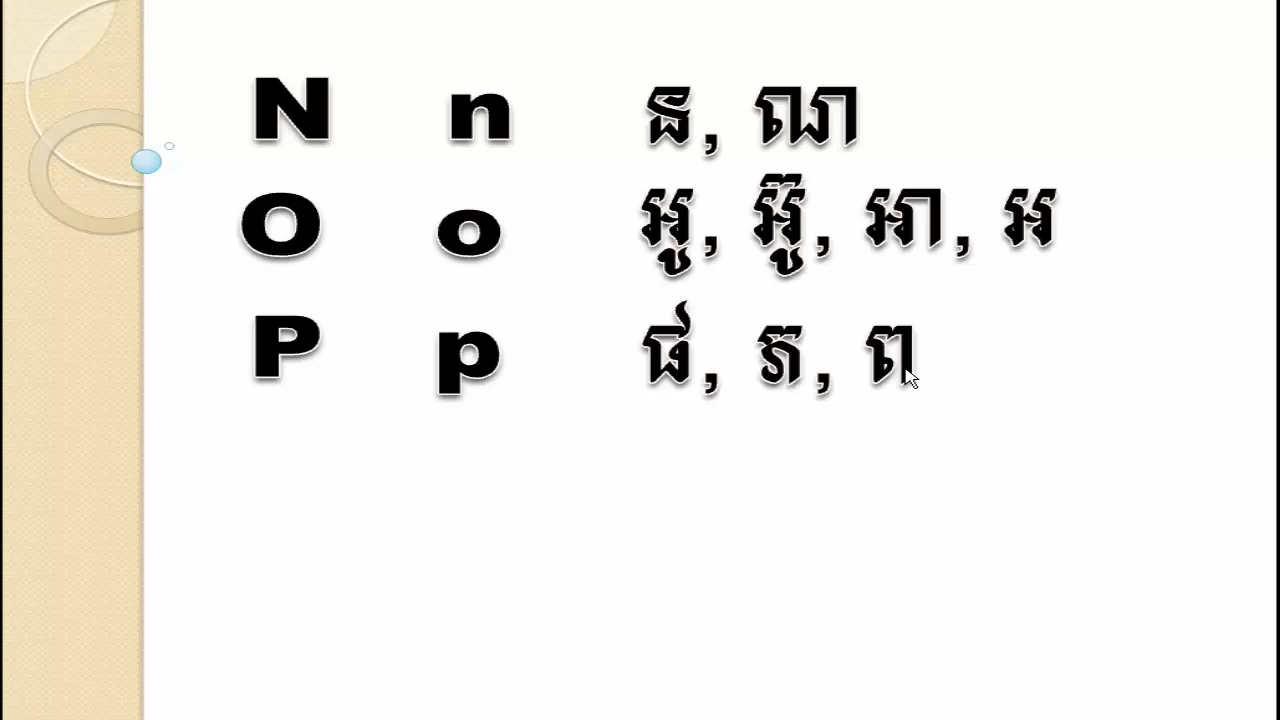 N n ន, ណ
O o អូ, អ៊ូ, អា, អ
P p ផ, ភ, ព